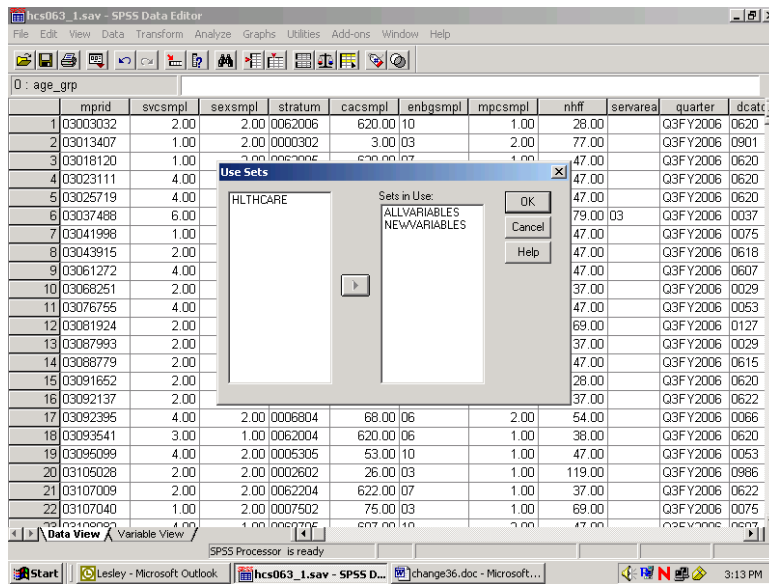 hcs063_1.sav - SPSS Data Editor
File Edit View Data Transform Analyze Graphs Utilities Add-ons Window Help
0 : age_grp
mprid svcsmpl sexsmpl stratum cacsmpl enbgsmpl mpcsmpl nhff servarea quarter dcatc
1 03003032 2.00 2.00 0062006 620.00 10 1.00 28.00 Q3FY2006 0620
2 03013407 1.00 2.00 0000302 3.00 03 2.00 77.00 Q3FY2006 0901
3 03018120 1.00 47.00 Q3FY2006 0620
4 03023111 4.00 47.00 Q3FY2006 0620
5 03025719 4.00 47.00 Q3FY2006 0620
6 03037488 6.00 79.00 03 Q3FY2006 0037
7 03041998 1.00 47.00 Q3FY2006 0075
8 03043915 2.00 47.00 Q3FY2006 0618
9 03061272 4.00 47.00 Q3FY2006 0607
10 03068251 2.00 37.00 Q3FY2006 0029
11 03076755 4.00 47.00 Q3FY2006 0053
12 03081924 2.00 69.00 Q3FY2006 0127
13 03087993 2.00 37.00 Q3FY2006 0029
14 03088779 2.00 47.00 Q3FY2006 0615
15 03091652 2.00 28.00 Q3FY2006 0620
16 03092137 2.00 37.00 Q3FY2006 0622
17 03092395 4.00 2.00 0006804 68.00 06 2.00 54.00 Q3FY2006 0066
18 03093541 3.00 1.00 0062004 620.00 06 1.00 38.00 Q3FY2006 0620
19 03095099 4.00 2.00 0005305 53.00 10 1.00 47.00 Q3FY2006 0053
20 03105028 2.00 2.00 0002602 26.00 03 1.00 119.00 Q3FY2006 0986
21 03107009 2.00 2.00 0062204 622.00 07 1.00 37.00 Q3FY2006 0622
22 03107040 1.00 2.00 0007502 75.00 03 1.00 69.00 Q3FY2006 0075
Use Sets
HLTHCARE
Sets in Use:
ALLVARIABLES
NEWVARIABLES
OK
Cancel
Help
Data View Variable View
SPSS Processor is ready
Start Lesley - Microsoft Outlook hcs063_1.sav - SPSS D... change36.doc - Microsoft... 3:13 PM